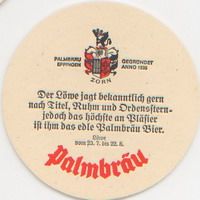 PALMBRÄU EPPINGEN
GEGRÜNDET ANNO 1835
ZORN
Der Löwe jagt bekanntlich gern
nach Titel, Ruhm und Ordensstern-
jedoch das höchste an Pläsier
ist ihm das edle Palmbräu Bier.
Löwe
vom 23. 7. bis 22. 8.
Palmbräu